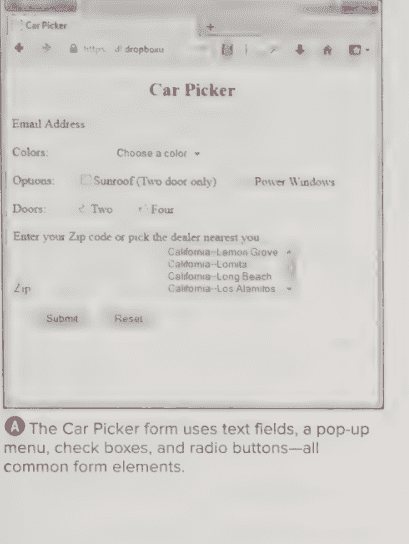 Car Picker
https
dropboxu
Car Picker
Email Address
Colors: Choose a color
Options: Sunroof (Two door only) Power Windows
Doors: Two Four
Enter your Zip code or pick the dealer nearest you
California--Lemon Grove
California--Lomita
California--Long Beach
Zip California--Los Alamitos
Submit Reset
A The Car Picker form uses text fields, a pop-up
menu, check boxes, and radio buttons—all
common form elements.